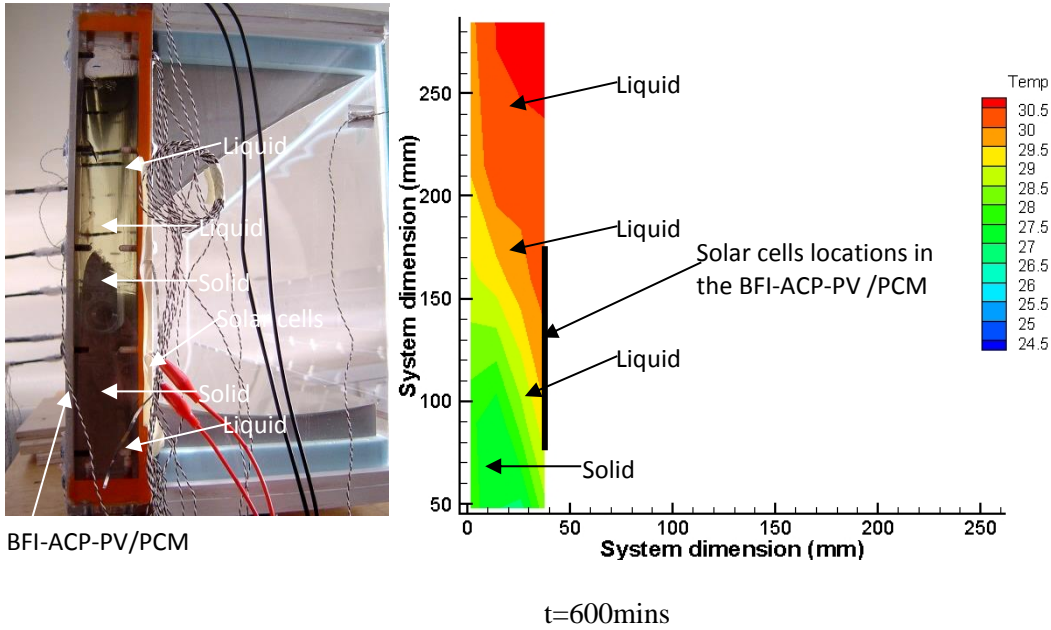 Liquid
Liquid
Solid
Solar cells
Solid
Liquid
BFI-ACP-PV/PCM
System dimension (mm)
250
200
150
100
50
0
50
100
150
200
250
System dimension (mm)
Liquid
Liquid
Solar cells locations in
the BFI-ACP-PV /PCM
Liquid
Solid
Temp
30.5
30
29.5
29
28.5
28
27.5
27
26.5
26
25.5
25
24.5
t=600mins